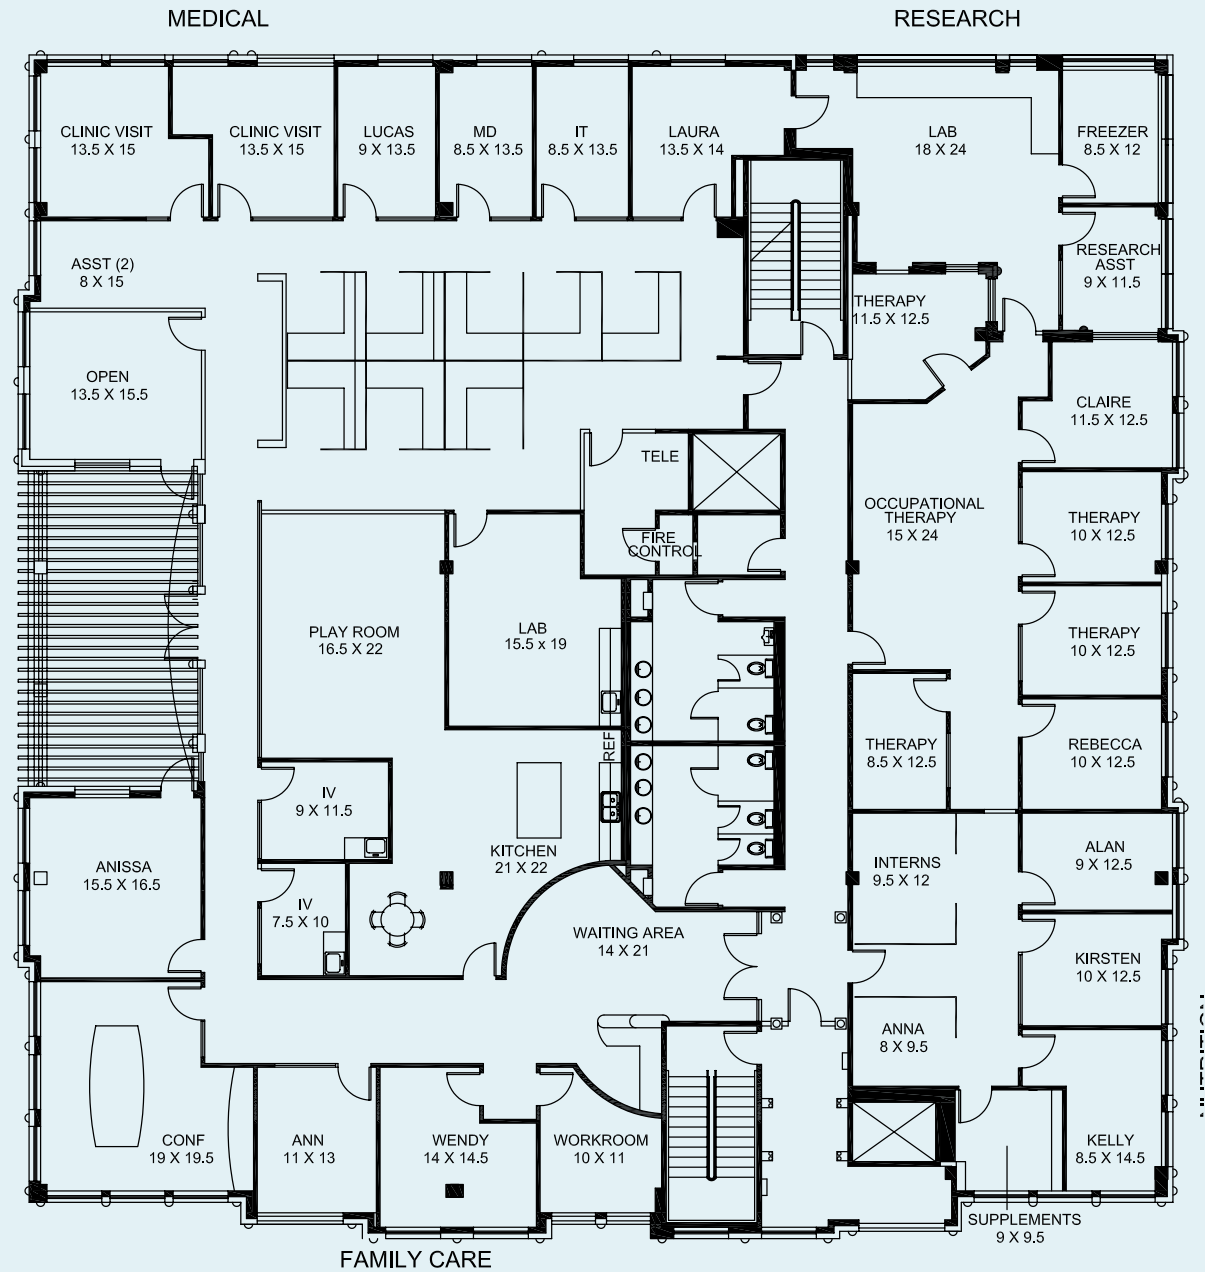 MEDICAL
RESEARCH
CLINIC VISIT
13.5 X 15
CLINIC VISIT
13.5 X 15
LUCAS
9 X 13.5
MD
8.5 X 13.5
IT
8.5 X 13.5
LAURA
13.5 X 14
LAB
18 X 24
FREEZER
8.5 X 12
ASST (2)
8 X 15
RESEARCH
ASST
9 X 11.5
THERAPY
11.5 X 12.5
OPEN
13.5 X 15.5
CLAIRE
11.5 X 12.5
TELE
OCCUPATIONAL
THERAPY
15 X 24
THERAPY
10 X 12.5
FIRE
CONTROL
PLAY ROOM
16.5 X 22
LAB
15.5 x 19
THERAPY
10 X 12.5
REF
THERAPY
8.5 X 12.5
REBECCA
10 X 12.5
IV
9 X 11.5
KITCHEN
21 X 22
ANISSA
15.5 X 16.5
INTERNS
9.5 X 12
ALAN
9 X 12.5
IV
7.5 X 10
WAITING AREA
14 X 21
KIRSTEN
10 X 12.5
NUTRITION
ANNA
8 X 9.5
CONF
19 X 19.5
ANN
11 X 13
WENDY
14 X 14.5
WORKROOM
10 X 11
KELLY
8.5 X 14.5
SUPPLEMENTS
9 X 9.5
FAMILY CARE